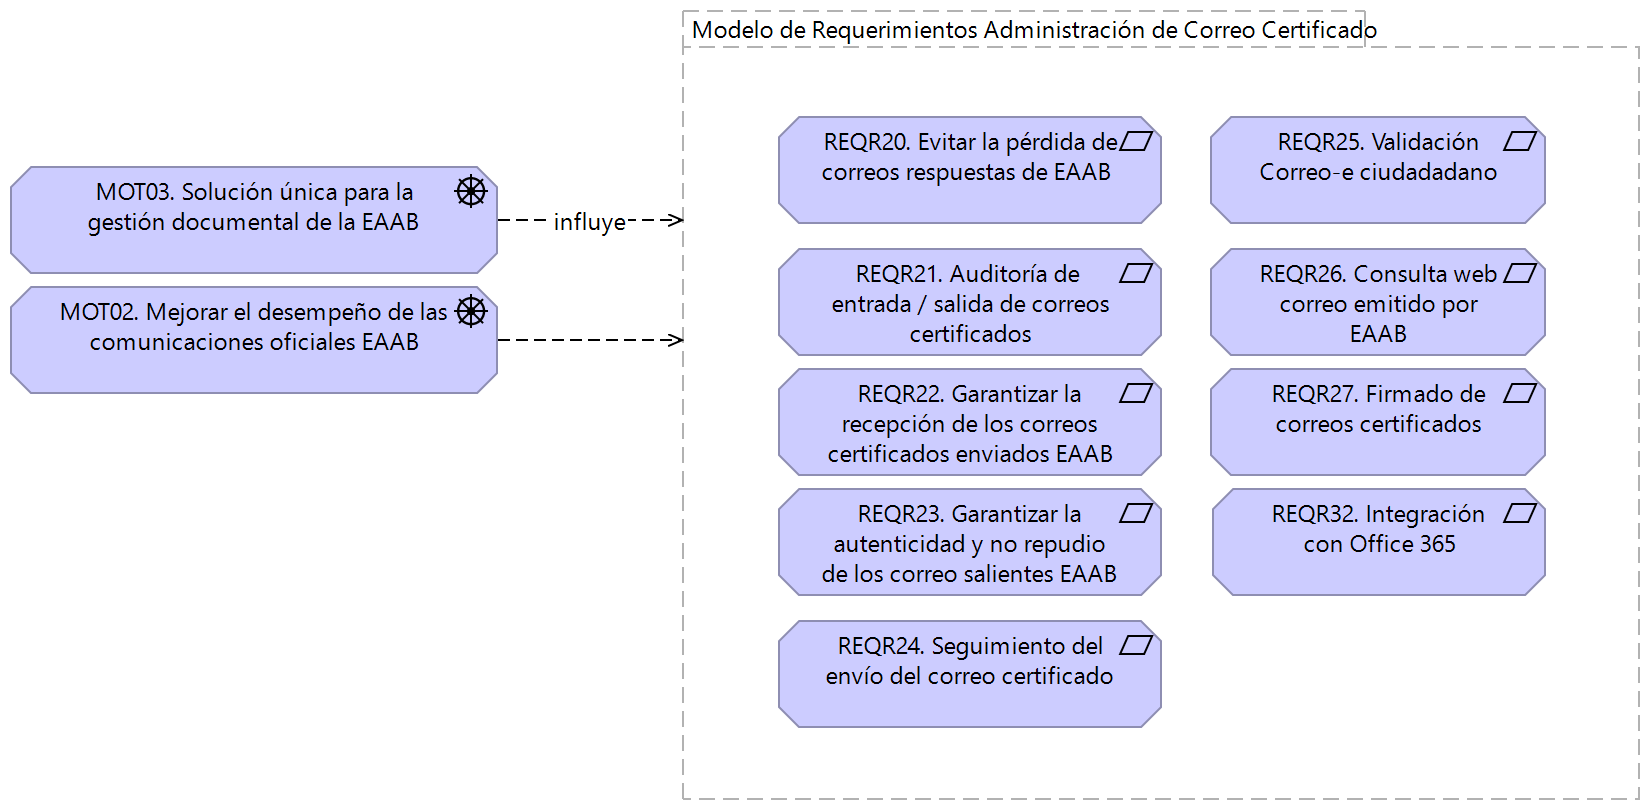 Modelo de Requerimientos Administración de Correo Certificado
MOT03. Solución única para la
gestión documental de la EAAB
influye
MOT02. Mejorar el desempeño de las
comunicaciones oficiales EAAB
REQR20. Evitar la pérdida de
correos respuestas de EAAB
REQR21. Auditoría de
entrada / salida de correos
certificados
REQR22. Garantizar la
recepción de los correos
certificados enviados EAAB
REQR23. Garantizar la
autenticidad y no repudio
de los correo salientes EAAB
REQR24. Seguimiento del
envío del correo certificado
REQR25. Validación
Correo-e ciudadadano
REQR26. Consulta web
correo emitido por
EAAB
REQR27. Firmado de
correos certificados
REQR32. Integración
con Office 365